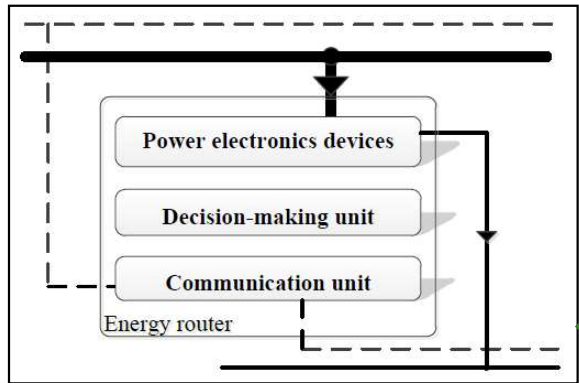 Power electronics devices
Decision-making unit
Communication unit
Energy router